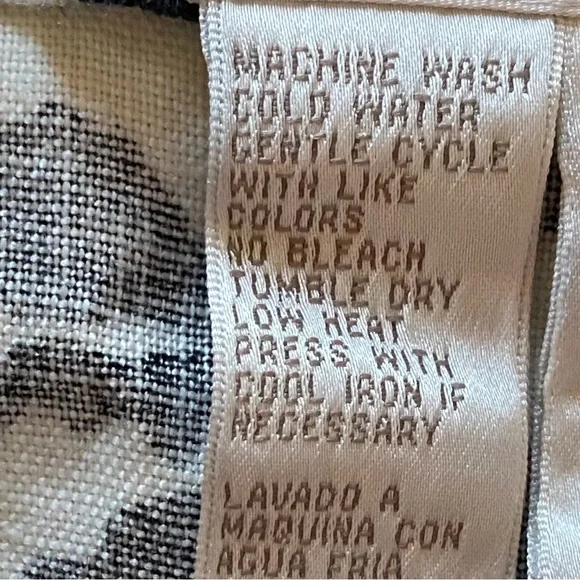 MACHINE WASH
COLD WATER
GENTLE CYCLE
WITH LIKE
COLORS
NO BLEACH
TUMBLE DRY
LOW HEAT
PRESS WITH
COOL IRON IF
NECESSARY
LAVADO A
MAQUINA CON
AGUA FRIA